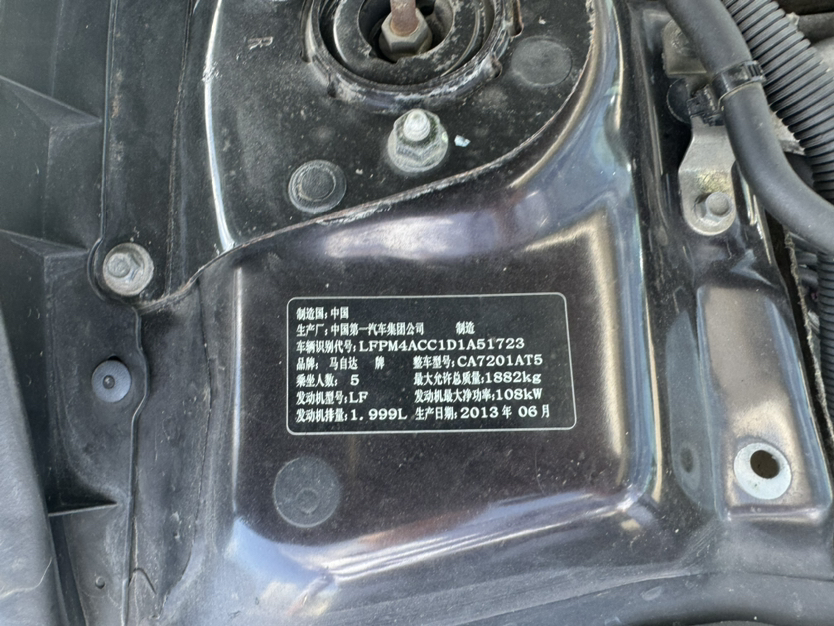 R
制造国:中国
生产厂:中国第一汽车集团公司 制造
车辆识别代号:LFPM4ACC1D1A51723
品牌: 马自达 牌 整车型号:CA7201AT5
乘坐人数: 5 最大允许总质量:1882kg
发动机型号:LF 发动机最大净功率:108kW
发动机排量:1.999L 生产日期:2013 年 06 月